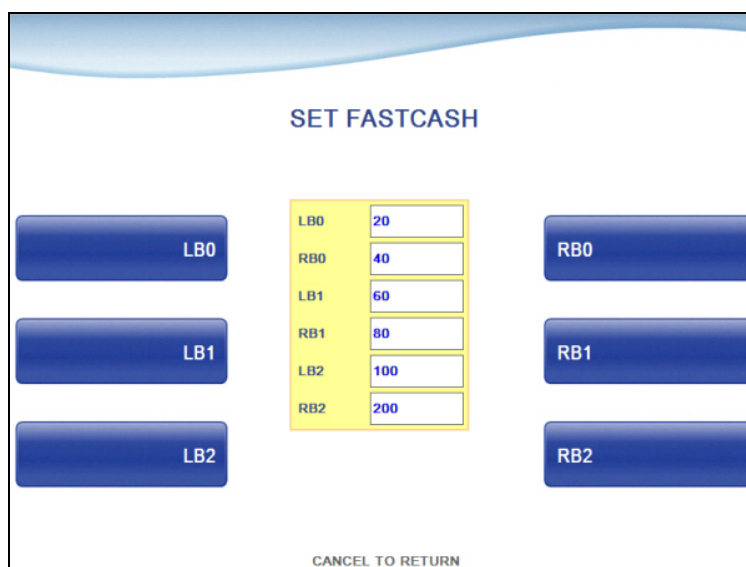 SET FASTCASH
LB0
LB1
LB2
LB0 20
RB0 40
LB1 60
RB1 80
LB2 100
RB2 200
RB0
RB1
RB2
CANCEL TO RETURN